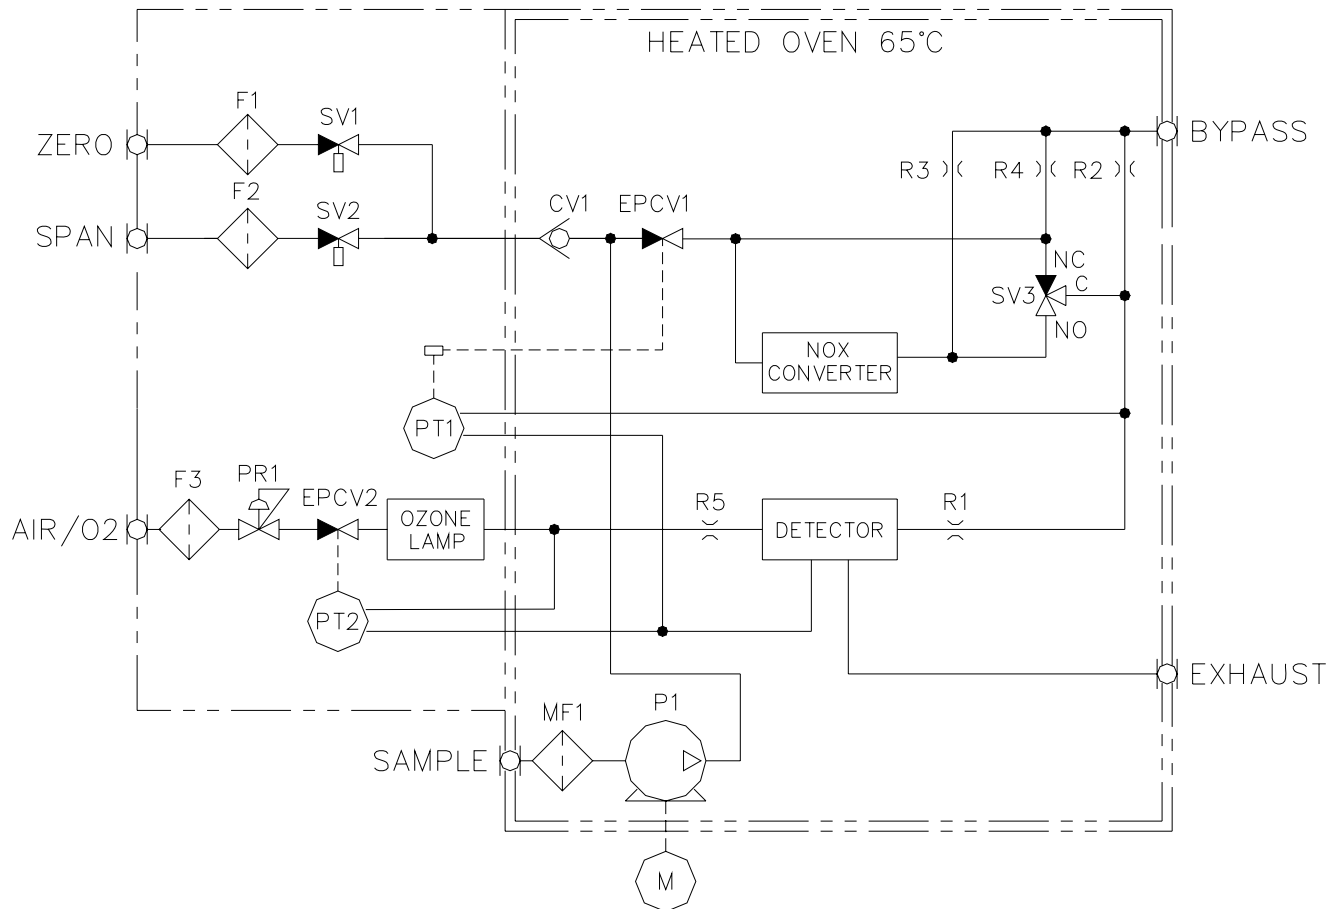 HEATED OVEN 65°C
F1
SV1
ZERO
BYPASS
R3
R4
R2
F2
SV2
CV1
EPCV1
SPAN
NC
C
SV3
NO
NOX
CONVERTER
PT1
F3
PR1
EPCV2
R5
R1
AIR/O2
OZONE
LAMP
DETECTOR
PT2
EXHAUST
MF1
P1
SAMPLE
M